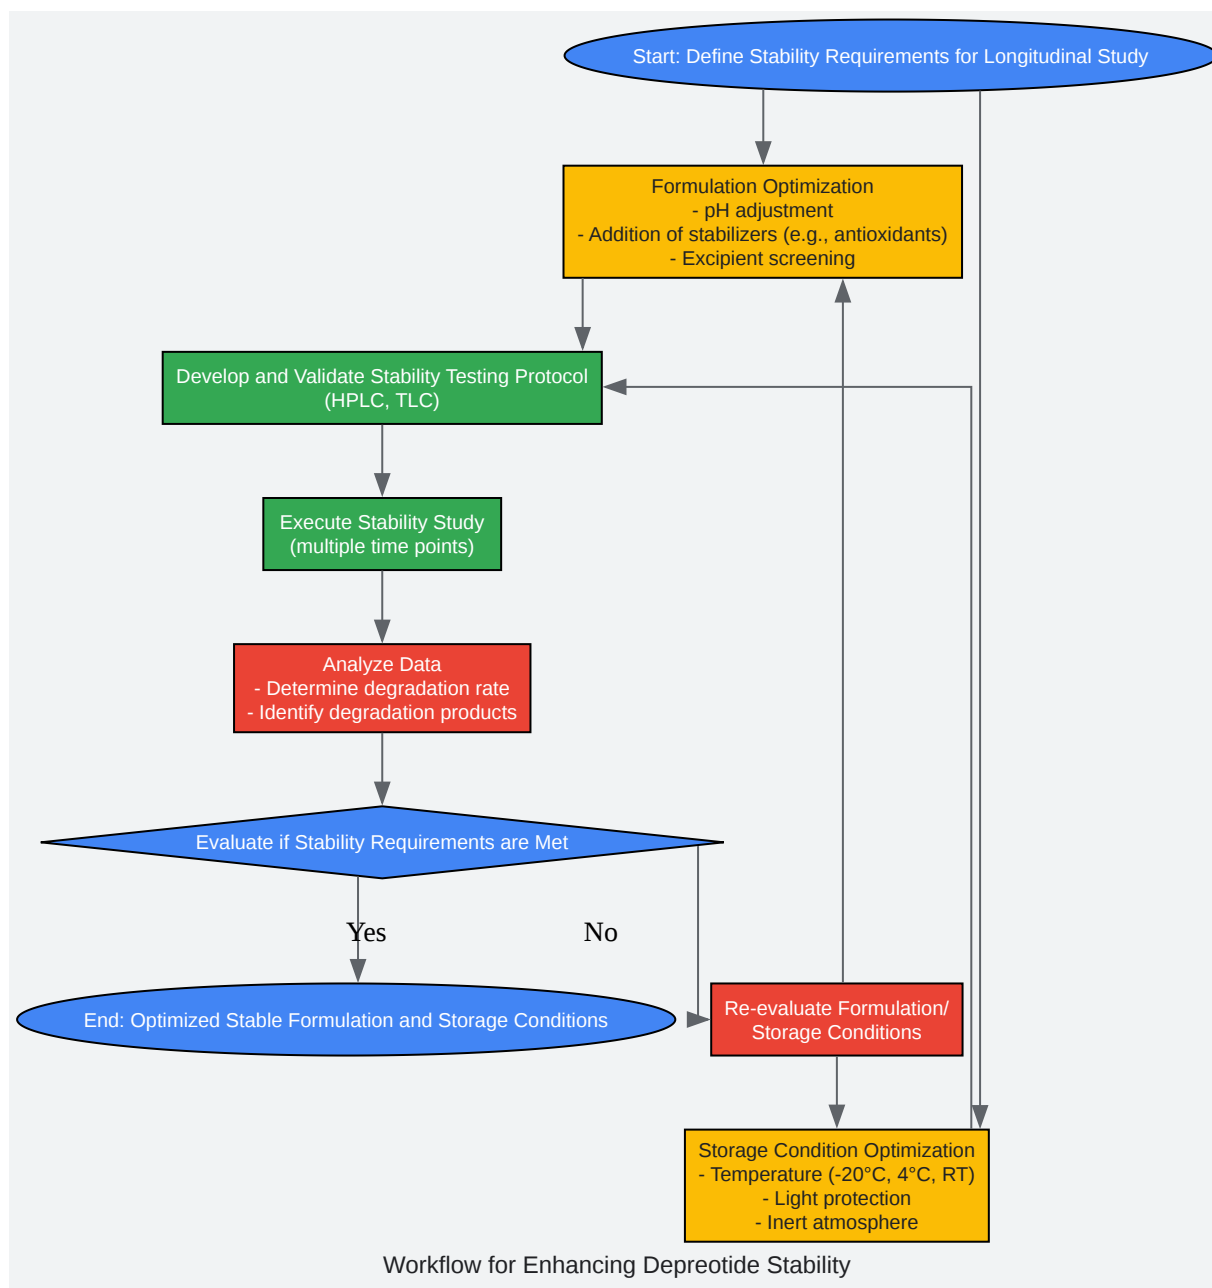 Start: Define Stability Requirements for Longitudinal Study
Formulation Optimization
- pH adjustment
- Addition of stabilizers (e.g., antioxidants)
- Excipient screening
Develop and Validate Stability Testing Protocol
(HPLC, TLC)
Execute Stability Study
(multiple time points)
Analyze Data
- Determine degradation rate
- Identify degradation products
Evaluate if Stability Requirements are Met
Yes
No
End: Optimized Stable Formulation and Storage Conditions
Re-evaluate Formulation/
Storage Conditions
Storage Condition Optimization
- Temperature (-20°C, 4°C, RT)
- Light protection
- Inert atmosphere
Workflow for Enhancing Depreotide Stability